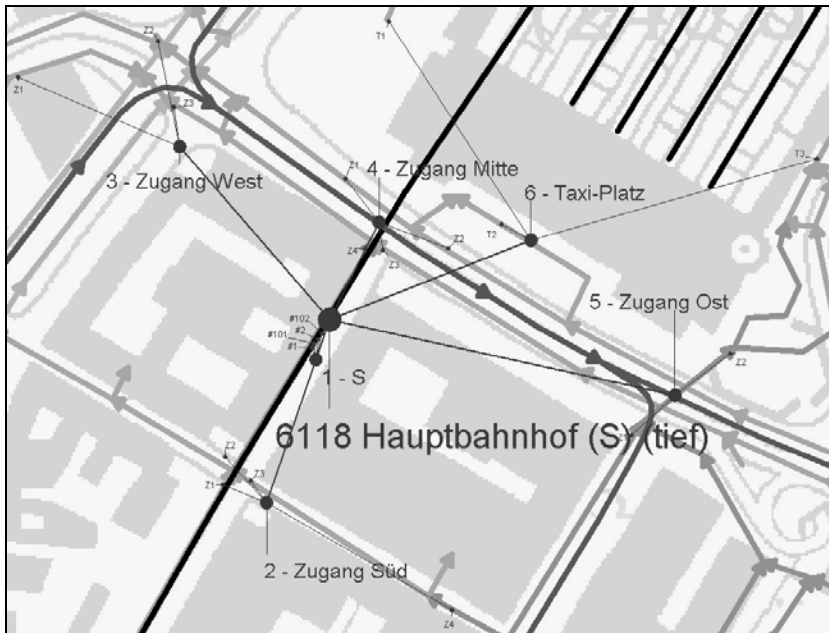 T1
Z2
Z1
Z3
3 - Zugang West
Z1
4 - Zugang Mitte
T3
6 - Taxi-Platz
T2
Z2
Z4
Z3
5 - Zugang Ost
#102
#2
#101
#1
Z2
1 - S
6118 Hauptbahnhof (S) (tief)
Z2
Z3
Z1
2 - Zugang Süd
Z4